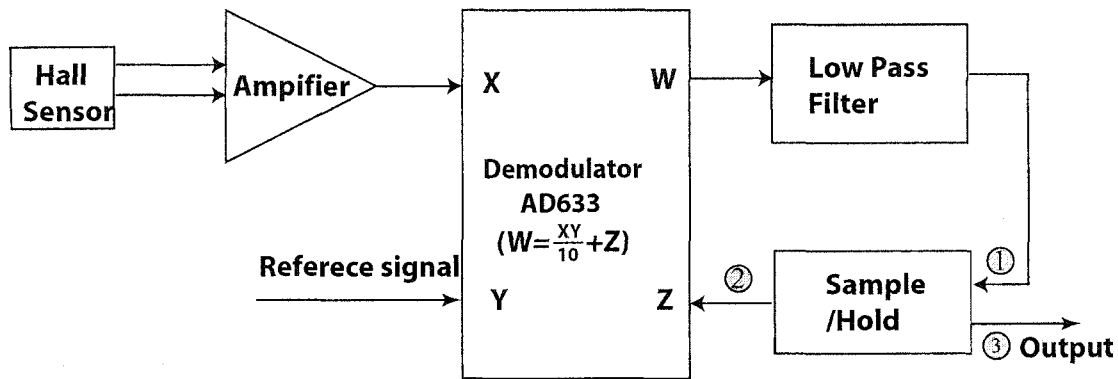 Hall
Sensor
Ampifier
X
W
Low Pass
Filter
Demodulator
AD633
(W=XY/10+Z)
①
Referece signal
Y
②
Z
Sample
/Hold
③ Output